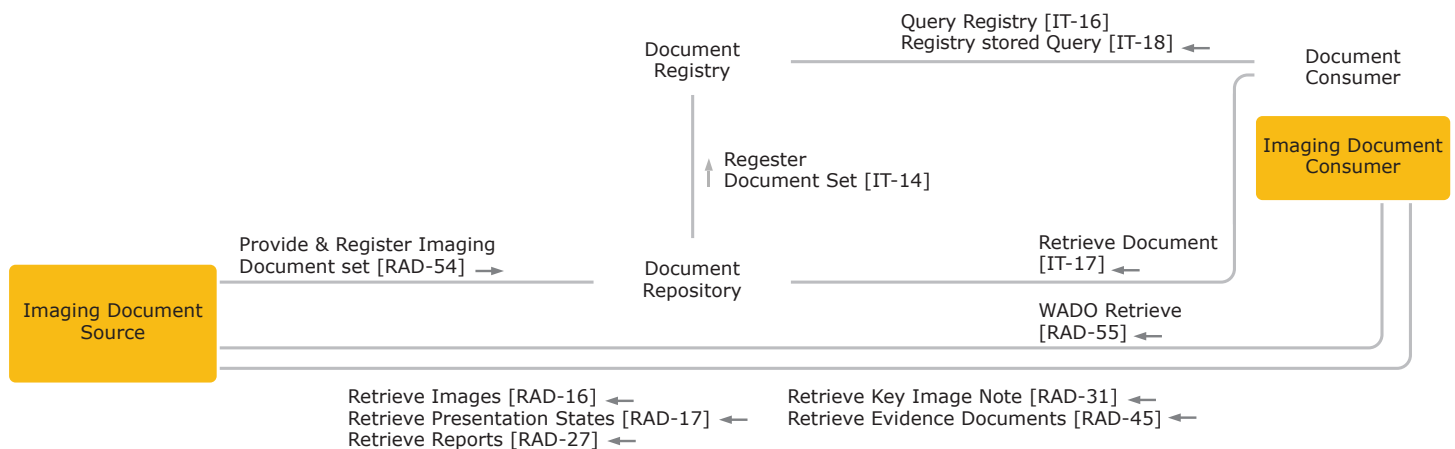 Query Registry [IT-16]
Registry stored Query [IT-18]
Document
Registry
Document
Consumer
Imaging Document
Consumer
Regester
Document Set [IT-14]
Provide & Register Imaging
Document set [RAD-54]
Document
Repository
Retrieve Document
[IT-17]
Imaging Document
Source
WADO Retrieve
[RAD-55]
Retrieve Images [RAD-16]
Retrieve Presentation States [RAD-17]
Retrieve Reports [RAD-27]
Retrieve Key Image Note [RAD-31]
Retrieve Evidence Documents [RAD-45]